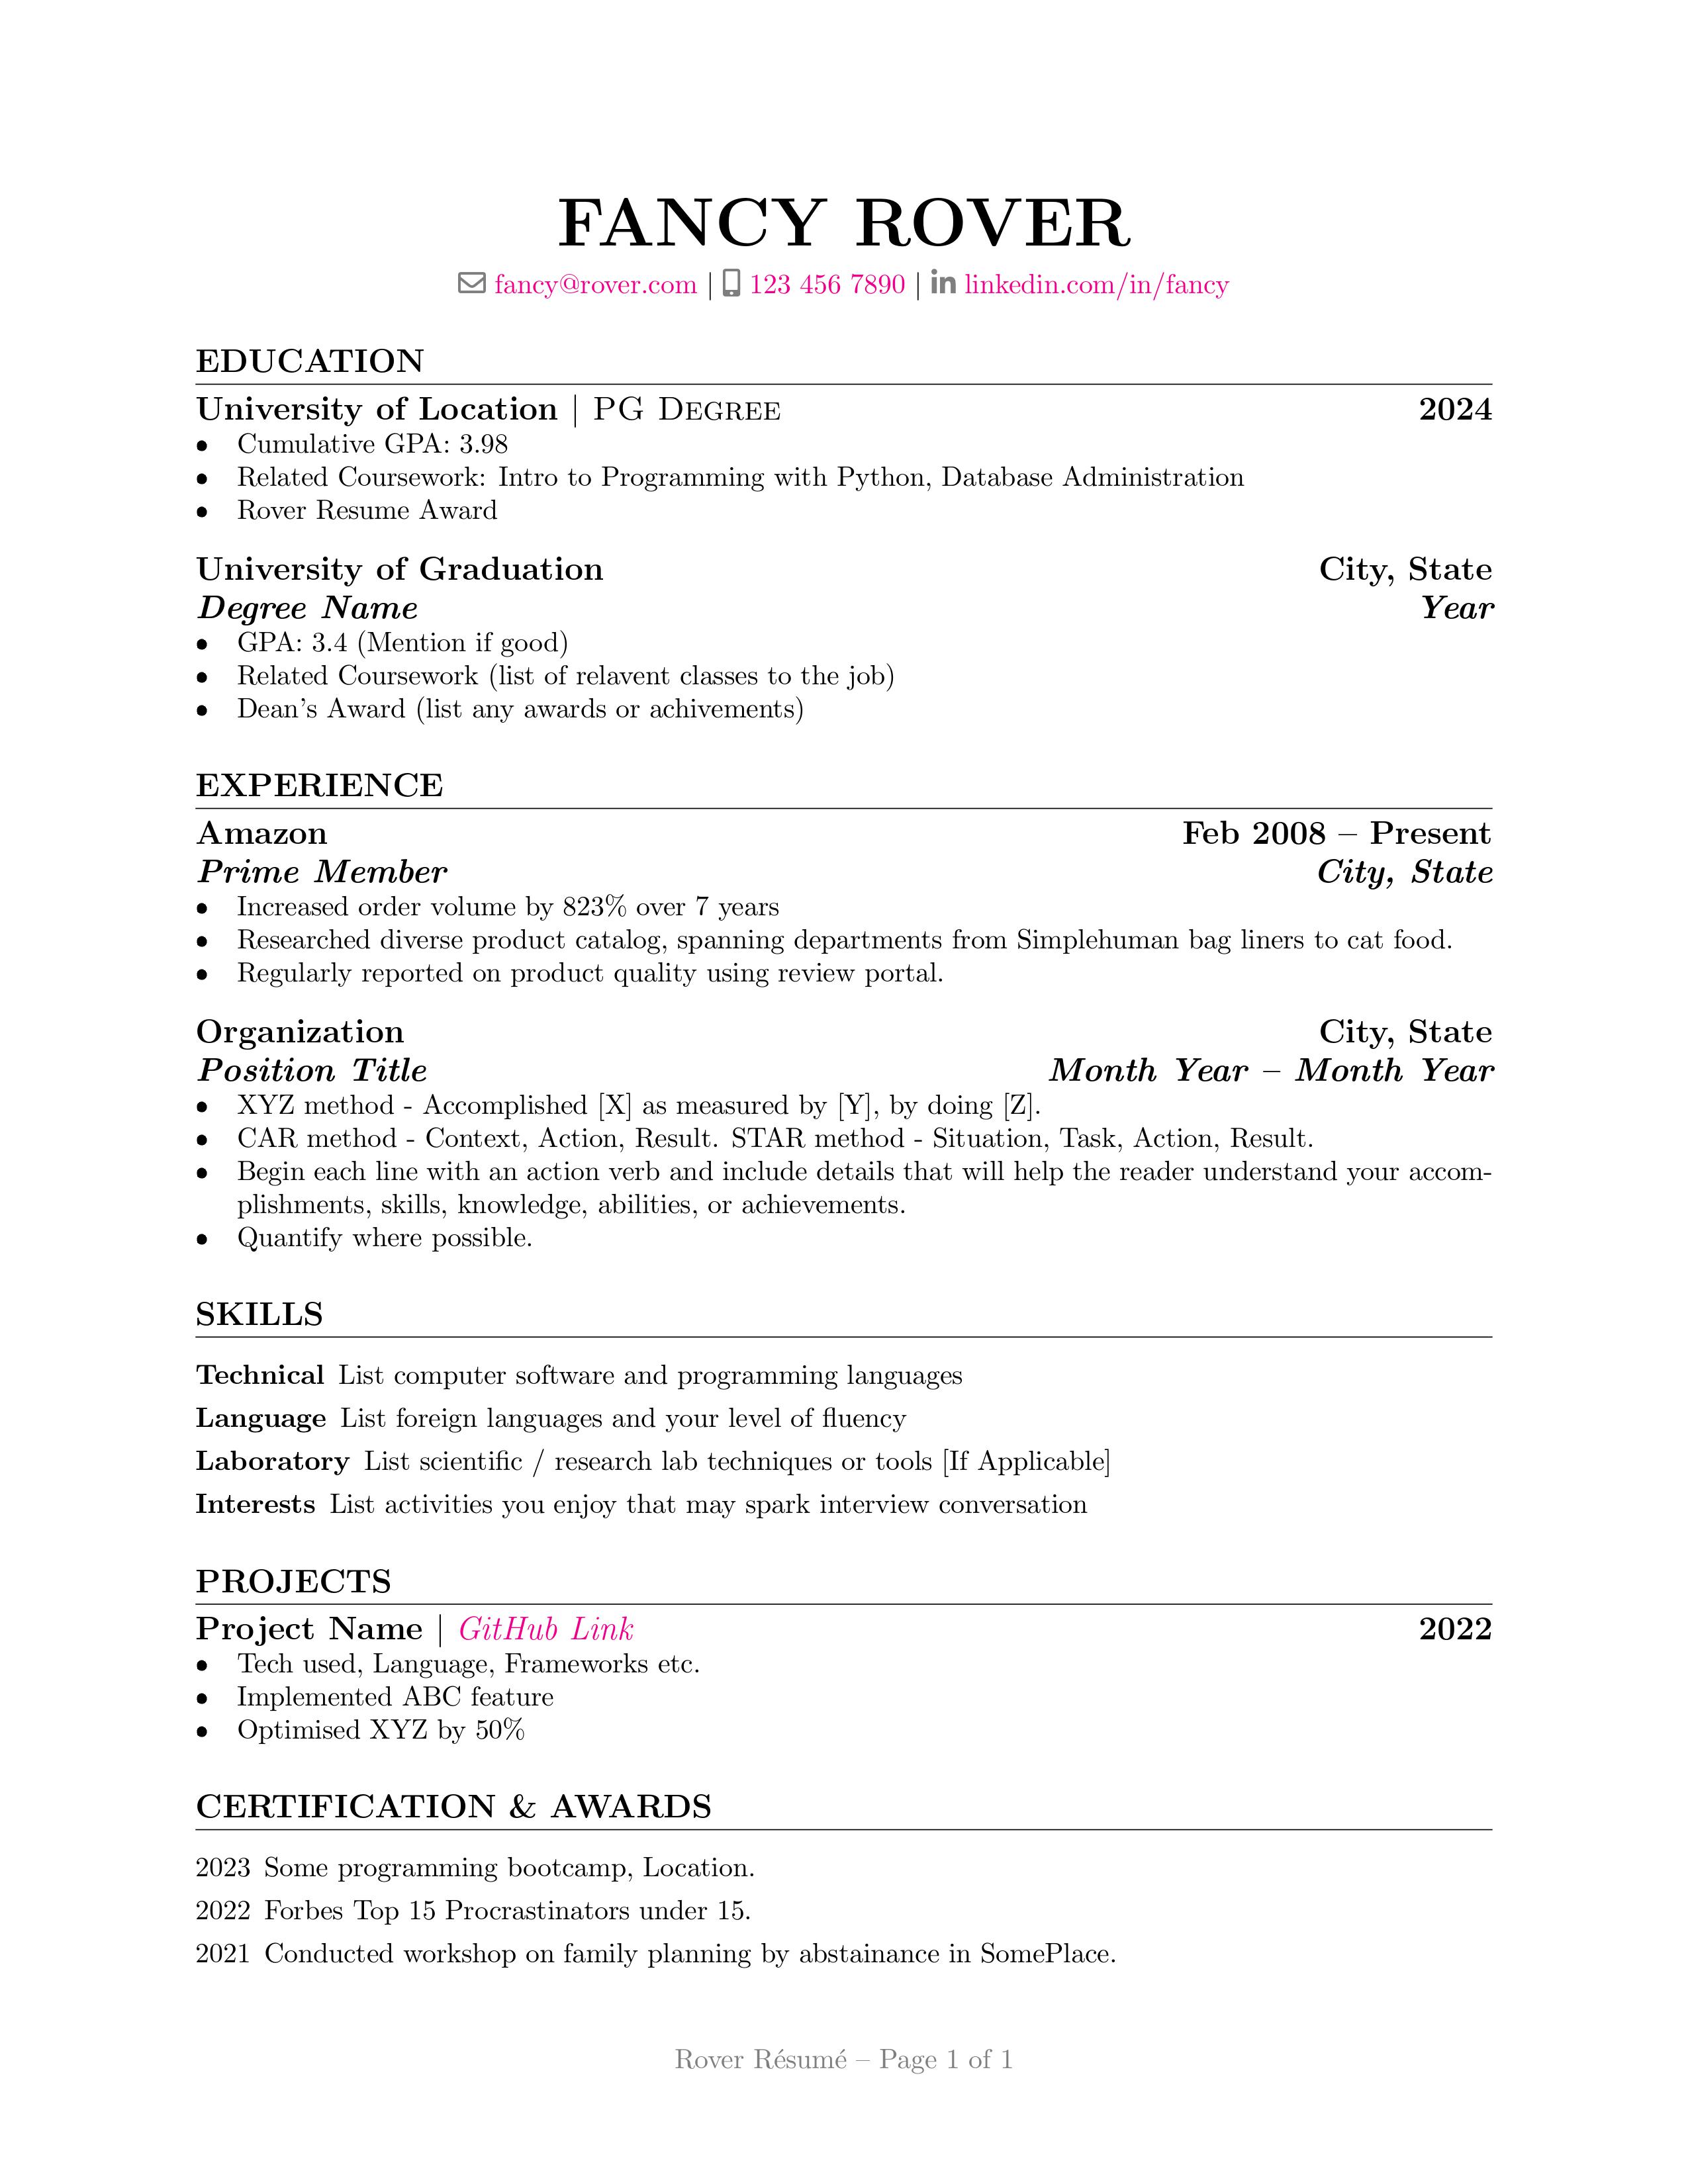 FANCY ROVER
fancy@rover.com | 123 456 7890 | in linkedin.com/in/fancy
EDUCATION
University of Location | PG DEGREE 2024
• Cumulative GPA: 3.98
• Related Coursework: Intro to Programming with Python, Database Administration
• Rover Resume Award
University of Graduation City, State
Degree Name Year
• GPA: 3.4 (Mention if good)
• Related Coursework (list of relavent classes to the job)
• Dean's Award (list any awards or achivements)
EXPERIENCE
Amazon Feb 2008 – Present
Prime Member City, State
• Increased order volume by 823% over 7 years
• Researched diverse product catalog, spanning departments from Simplehuman bag liners to cat food.
• Regularly reported on product quality using review portal.
Organization City, State
Position Title Month Year – Month Year
• XYZ method - Accomplished [X] as measured by [Y], by doing [Z].
• CAR method - Context, Action, Result. STAR method - Situation, Task, Action, Result.
• Begin each line with an action verb and include details that will help the reader understand your accom-
plishments, skills, knowledge, abilities, or achievements.
• Quantify where possible.
SKILLS
Technical List computer software and programming languages
Language List foreign languages and your level of fluency
Laboratory List scientific / research lab techniques or tools [If Applicable]
Interests List activities you enjoy that may spark interview conversation
PROJECTS
Project Name | GitHub Link 2022
• Tech used, Language, Frameworks etc.
• Implemented ABC feature
• Optimised XYZ by 50%
CERTIFICATION & AWARDS
2023 Some programming bootcamp, Location.
2022 Forbes Top 15 Procrastinators under 15.
2021 Conducted workshop on family planning by abstainance in SomePlace.
Rover Résumé – Page 1 of 1